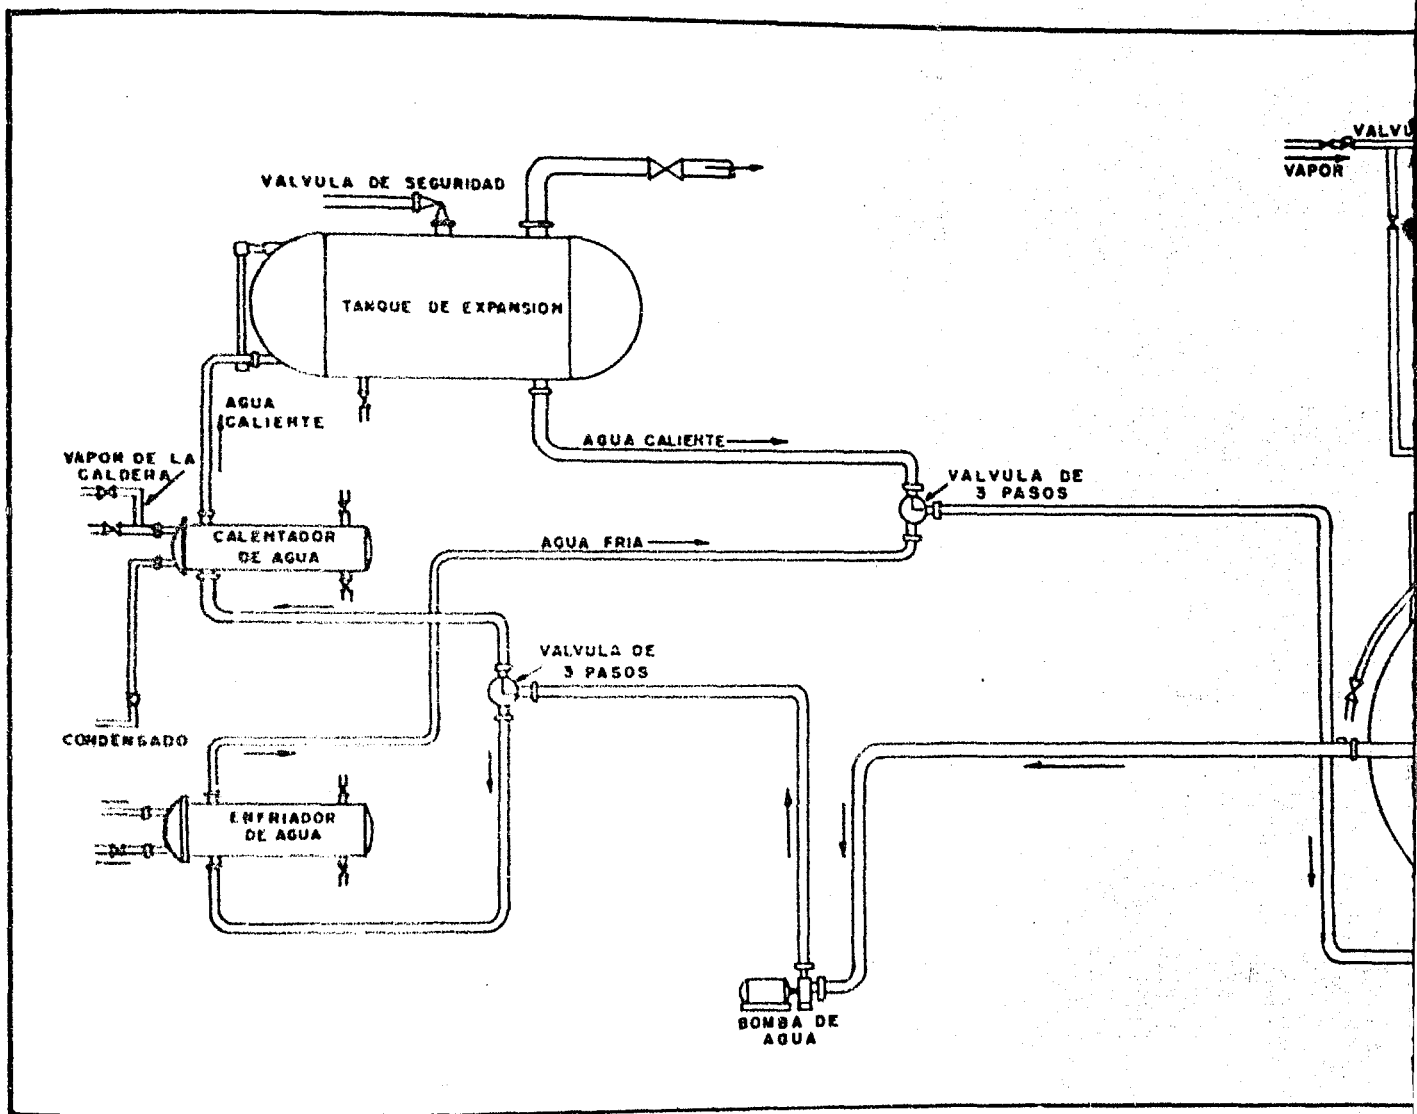 VALVU
VAPOR
VALVULA DE SEGURIDAD
TANQUE DE EXPANSION
AGUA
CALIENTE
AGUA CALIENTE
VAPOR DE LA
CALDERA
VALVULA DE
3 PASOS
CALENTADOR
DE AGUA
AGUA FRIA
VALVULA DE
3 PASOS
CONDENSADO
ENFRIADOR
DE AGUA
BOMBA DE
AGUA